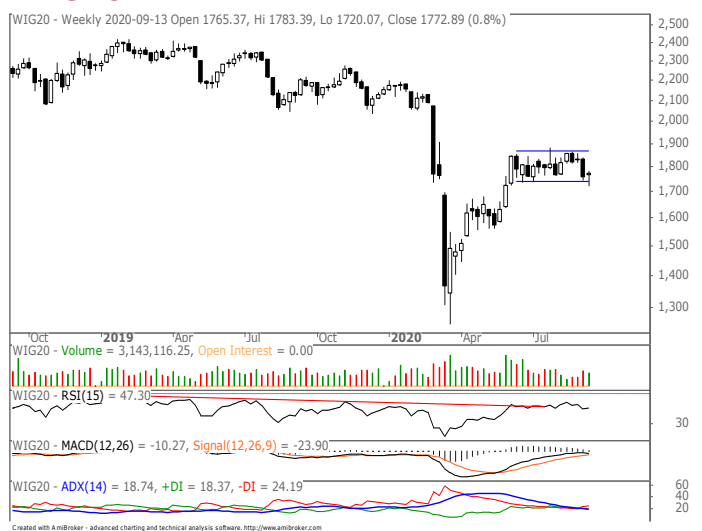 WIG20 - Weekly 2020-09-13 Open 1765.37, Hi 1783.39, Lo 1720.07, Close 1772.89 (0.8%)
2,500
2,400
2,300
2,200
2,100
2,000
1,900
1,800
1,700
1,600
1,500
1,400
1,300
Oct 2019 Apr Jul Oct 2020 Apr Jul
WIG20 - Volume = 3,143,116.25, Open Interest = 0.00
WIG20 - RSI(15) = 47.30
30
WIG20 - MACD(12,26) = -10.27, Signal(12,26,9) = -23.90
WIG20 - ADX(14) = 18.74, +DI = 18.37, -DI = 24.19
60
40
20
Created with AmiBroker - advanced charting and technical analysis software. http://www.amibroker.com